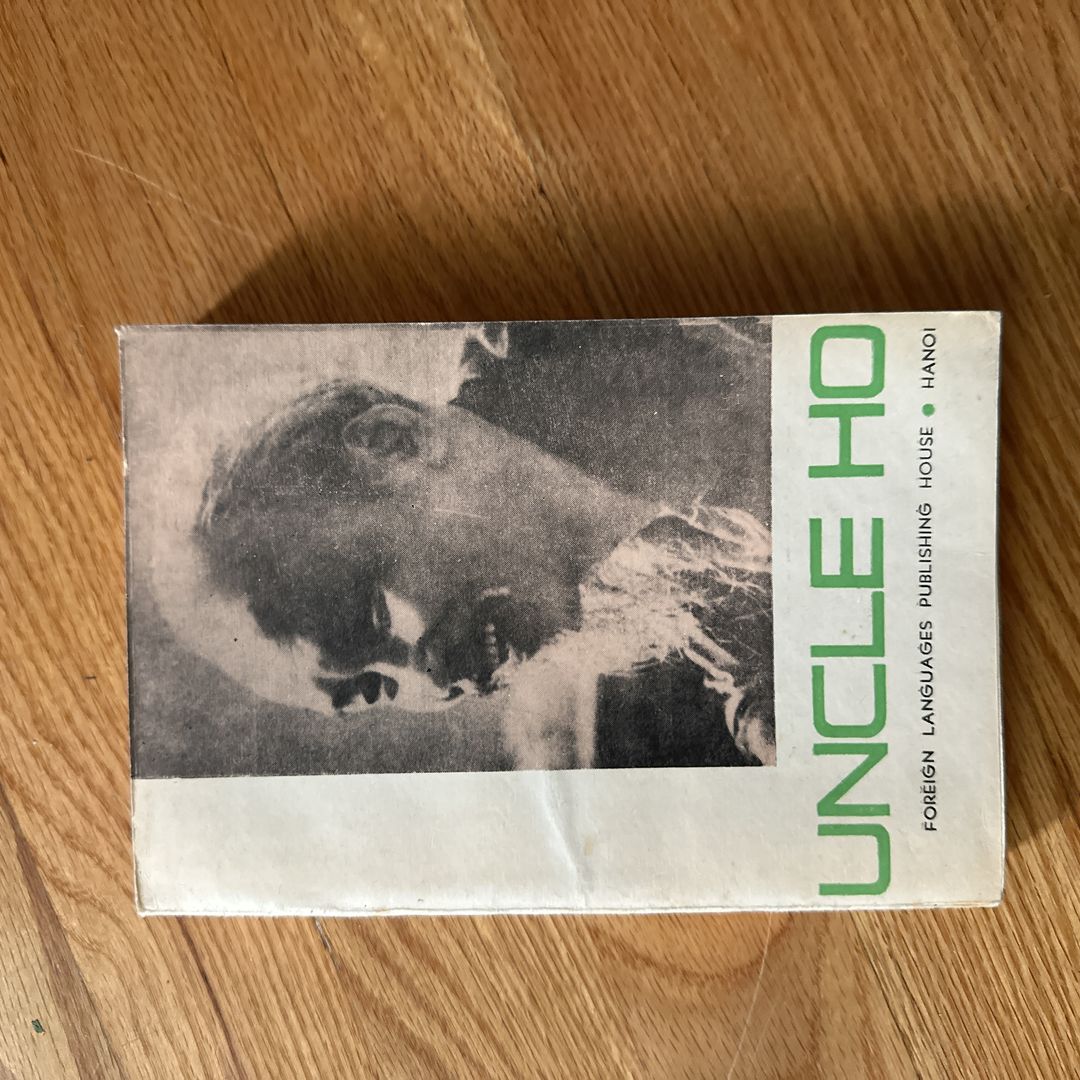 UNCLE HO
FOREIGN LANGUAGES PUBLISHING HOUSE • HANOI